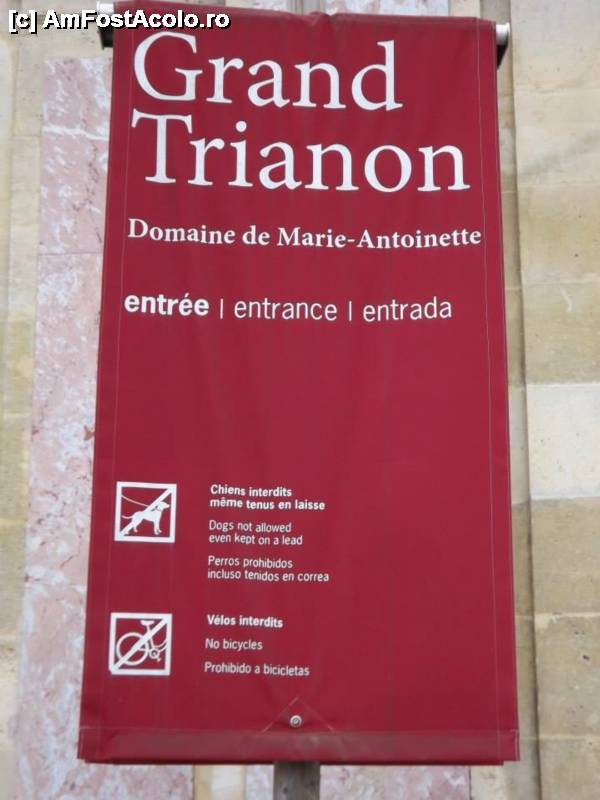 [c] AmFostAcolo.ro
Grand
Trianon
Domaine de Marie-Antoinette
entrée | entrance | entrada
Chiens interdits
même tenus en laisse
Dogs not allowed
even kept on a lead
Perros prohibidos
incluso tenidos en correa
Vélos interdits
No bicycles
Prohibido a bicicletas